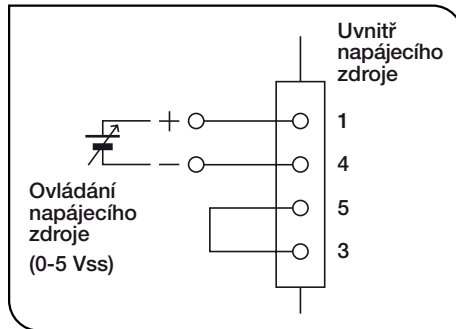 Uvnitř
napájecího
zdroje
+ 1
– 4
5
3
Ovládání
napájecího
zdroje
(0-5 Vss)